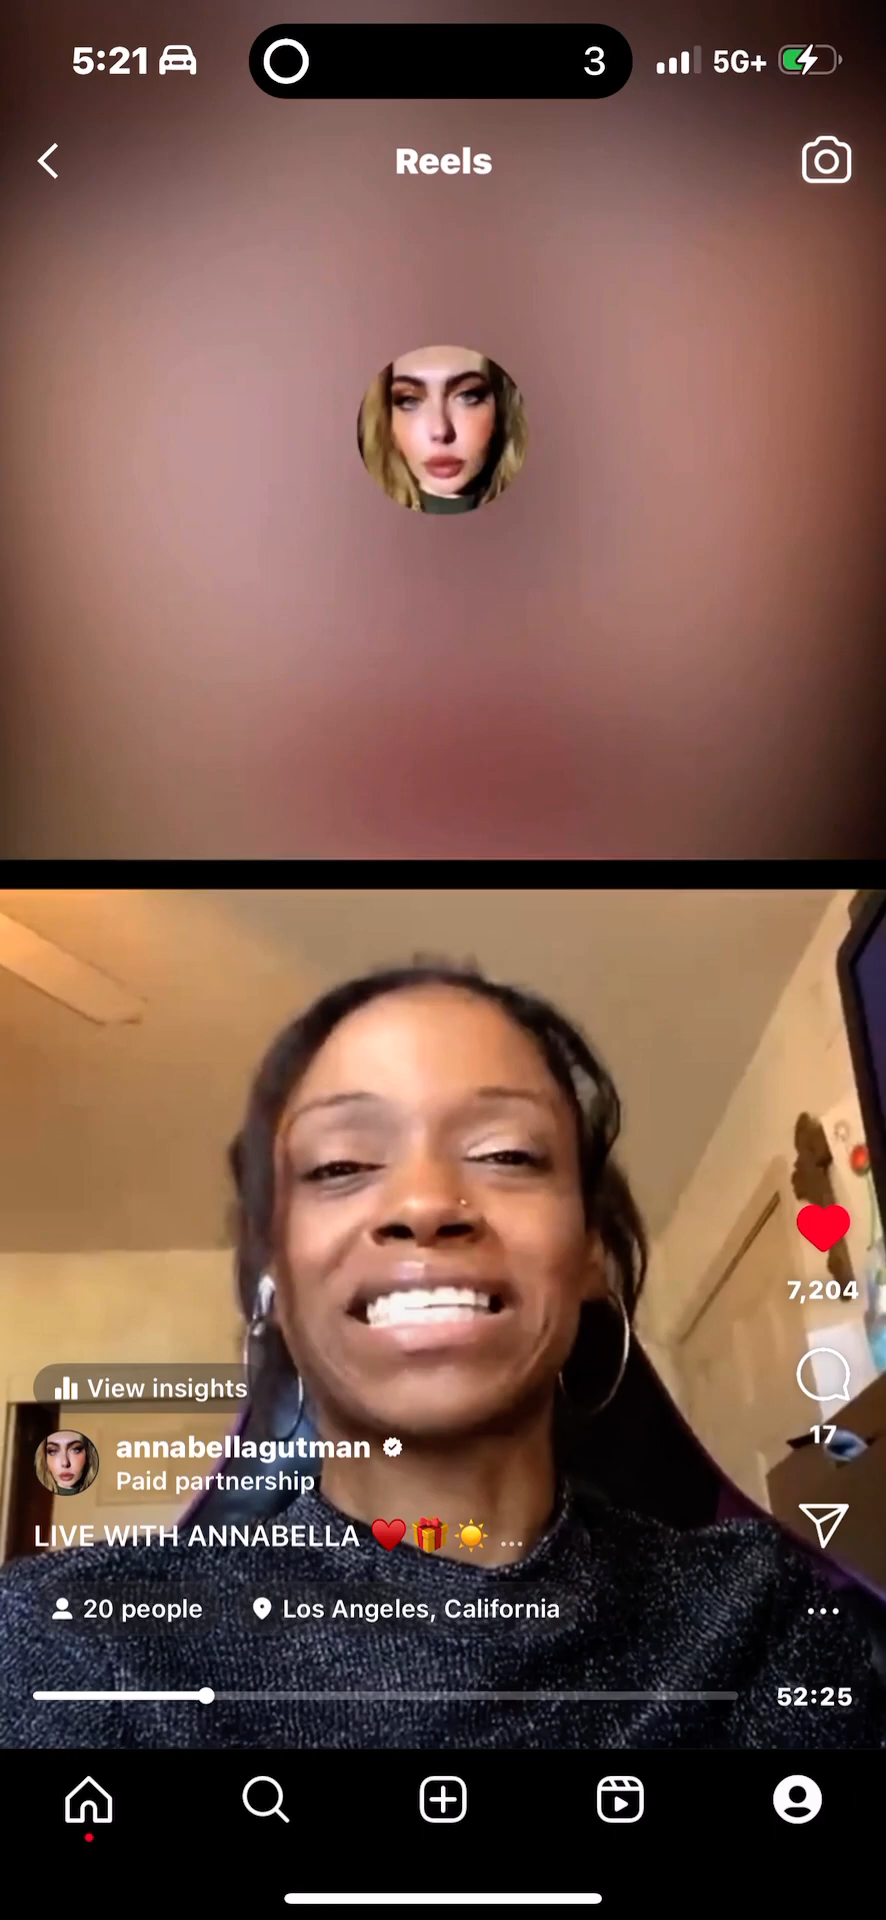 5:21
3
5G+
Reels
View insights
annabellagutman
Paid partnership
LIVE WITH ANNABELLA ❤️🎁☀️ ...
20 people
Los Angeles, California
7,204
17
52:25